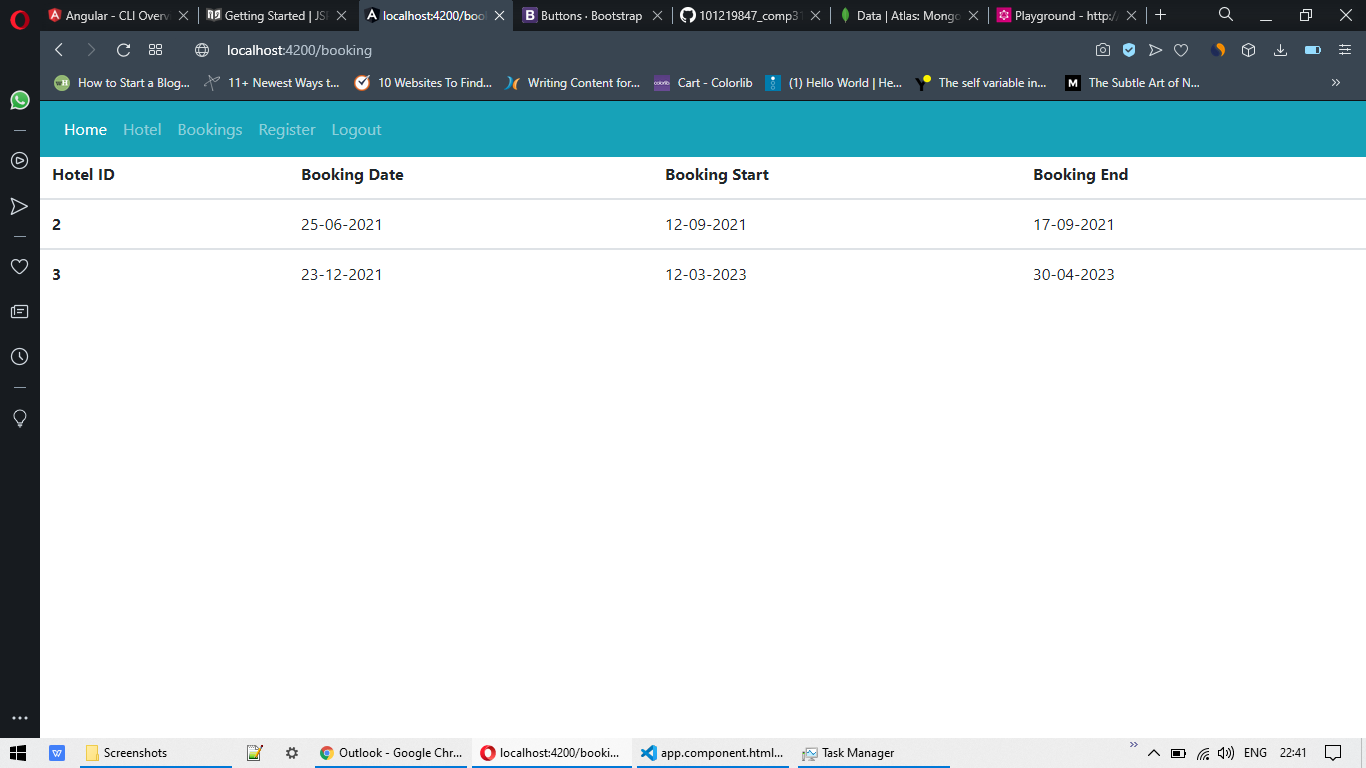 Angular - CLI Overv
Getting Started | JS
localhost:4200/boo
Buttons · Bootstrap
101219847_comp31
Data | Atlas: Mong
Playground - http:/
localhost:4200/booking
How to Start a Blog...
11+ Newest Ways t...
10 Websites To Find...
Writing Content for...
Cart - Colorlib
(1) Hello World | He...
The self variable in...
The Subtle Art of N...
Home Hotel Bookings Register Logout
Hotel ID Booking Date Booking Start Booking End
2 25-06-2021 12-09-2021 17-09-2021
3 23-12-2021 12-03-2023 30-04-2023
Screenshots
Outlook - Google Chr...
localhost:4200/booki...
app.component.html...
Task Manager
ENG
22:41